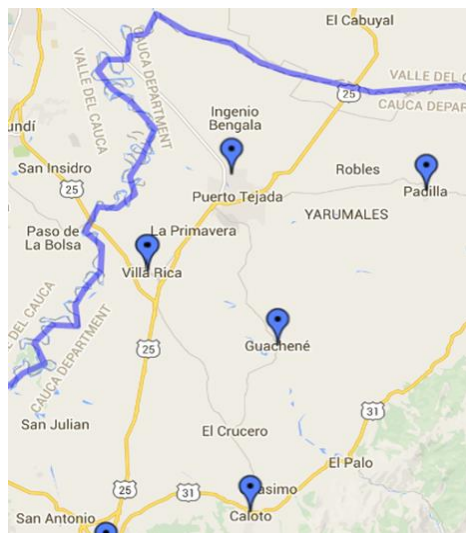 El Cabuyal
CAUCA DEPARTMENT
VALLE DEL CAUCA
VALLE DEL C
CAUCA DEPAR
25
undí
Ingenio
Bengala
San Insidro
Robles
25
Puerto Tejada
Padilla
YARUMALES
Paso de
La Bolsa
La Primavera
Villa Rica
E DEL CAUCA
CAUCA DEPARTMENT
25
Guachené
31
San Julian
El Crucero
El Palo
25
31
asimo
San Antonio
Caloto